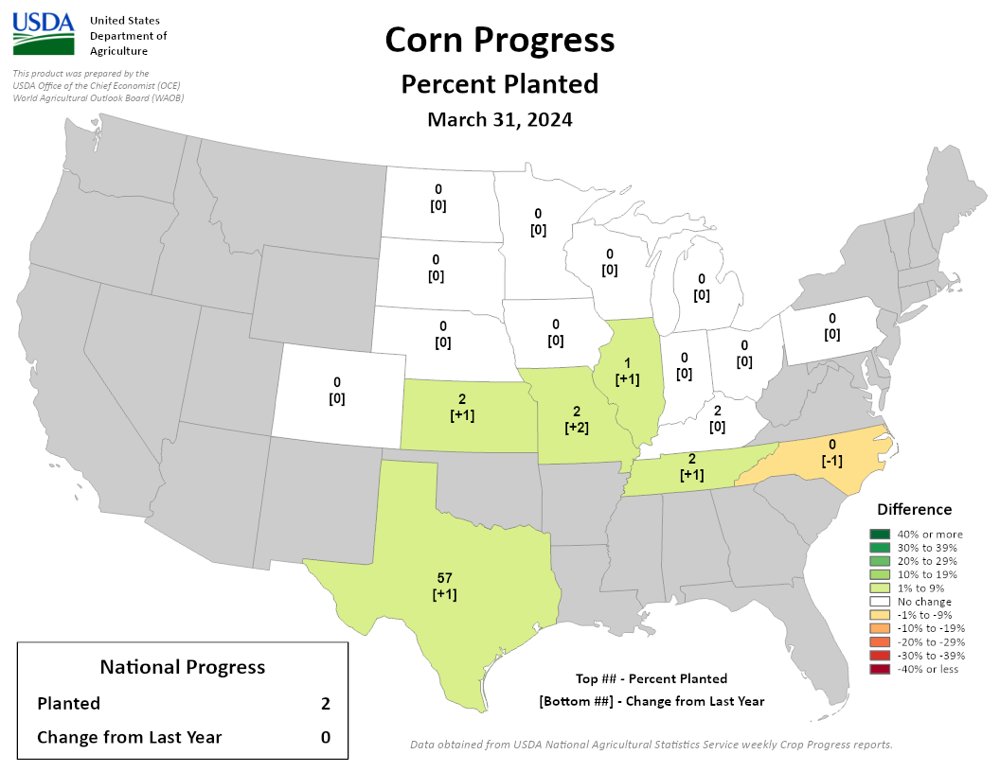 USDA
United States
Department of
Agriculture
This product was prepared by the
USDA Office of the Chief Economist (OCE)
World Agricultural Outlook Board (WAOB)
Corn Progress
Percent Planted
March 31, 2024
0
[0]
0
[0]
0
[0]
0
[0]
0
[0]
0
[0]
0
[0]
0
[0]
0
[0]
0
[0]
0
[0]
1
[+1]
2
[+1]
2
[+2]
2
[0]
2
[+1]
0
[-1]
57
[+1]
Difference
40% or more
30% to 39%
20% to 29%
10% to 19%
1% to 9%
No change
-1% to -9%
-10% to -19%
-20% to -29%
-30% to -39%
-40% or less
National Progress
Planted 2
Change from Last Year 0
Top ## - Percent Planted
[Bottom ##] - Change from Last Year
Data obtained from USDA National Agricultural Statistics Service weekly Crop Progress reports.